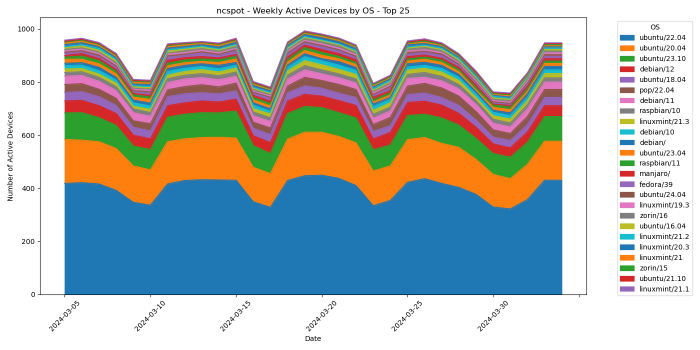 ncspot - Weekly Active Devices by OS - Top 25
Number of Active Devices
1000
800
600
400
200
0
2024-03-05
2024-03-10
2024-03-15
2024-03-20
2024-03-25
2024-03-30
Date
OS
ubuntu/22.04
ubuntu/20.04
ubuntu/23.10
debian/12
ubuntu/18.04
pop/22.04
debian/11
raspbian/10
linuxmint/21.3
debian/10
debian/
ubuntu/23.04
raspbian/11
manjaro/
fedora/39
ubuntu/24.04
linuxmint/19.3
zorin/16
ubuntu/16.04
linuxmint/21.2
linuxmint/20.3
linuxmint/21
zorin/15
ubuntu/21.10
linuxmint/21.1